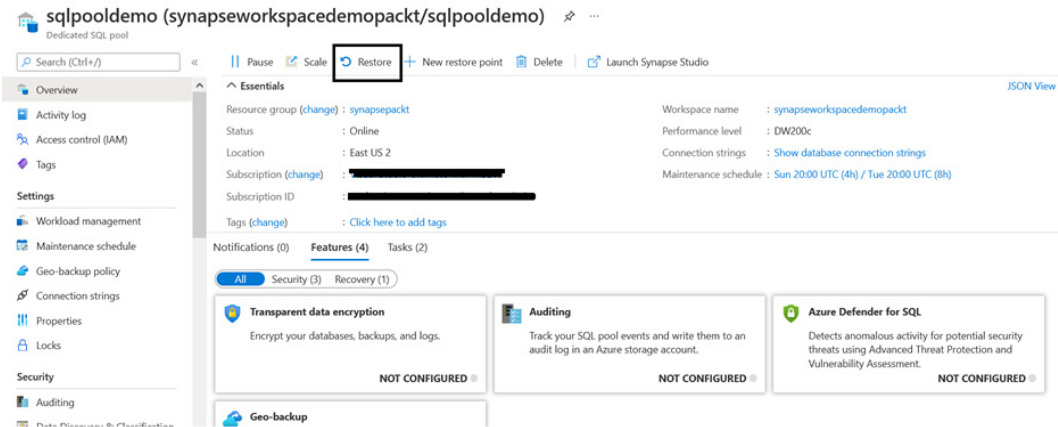 sqlpooldemo (synapseworkspacedemopackt/sqlpooldemo) ...
Dedicated SQL pool
Search (Ctrl+/) «
Pause Scale Restore New restore point Delete Launch Synapse Studio
Overview
Activity log
Access control (IAM)
Tags
Settings
Workload management
Maintenance schedule
Geo-backup policy
Connection strings
Properties
Locks
Security
Auditing
Data Discovery & Classification
Essentials JSON View
Resource group (change) : synapsepackt
Status : Online
Location : East US 2
Subscription (change) :
Subscription ID :
Tags (change) : Click here to add tags
Workspace name : synapseworkspacedemopackt
Performance level : DW200c
Connection strings : Show database connection strings
Maintenance schedule : Sun 20:00 UTC (4h) / Tue 20:00 UTC (8h)
Notifications (0) Features (4) Tasks (2)
All Security (3) Recovery (1)
Transparent data encryption
Encrypt your databases, backups, and logs.
NOT CONFIGURED
Auditing
Track your SQL pool events and write them to an
audit log in an Azure storage account.
NOT CONFIGURED
Azure Defender for SQL
Detects anomalous activity for potential security
threats using Advanced Threat Protection and
Vulnerability Assessment.
NOT CONFIGURED
Geo-backup